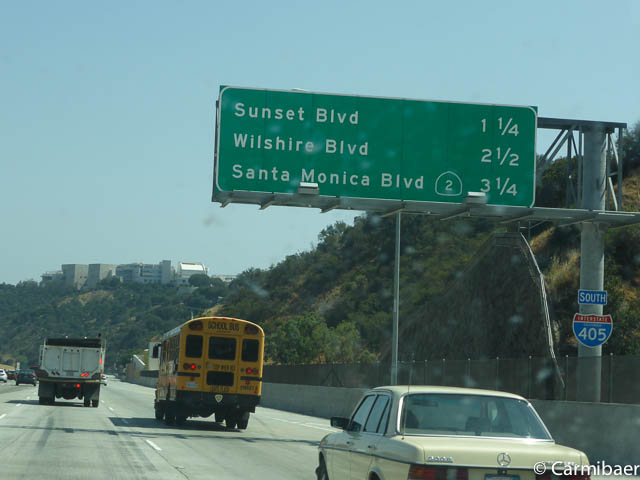 Sunset Blvd 1 1/4
Wilshire Blvd 2 1/2
Santa Monica Blvd 2 3 1/4
SOUTH
INTERSTATE
405
SCHOOL BUS
© Carmibaer